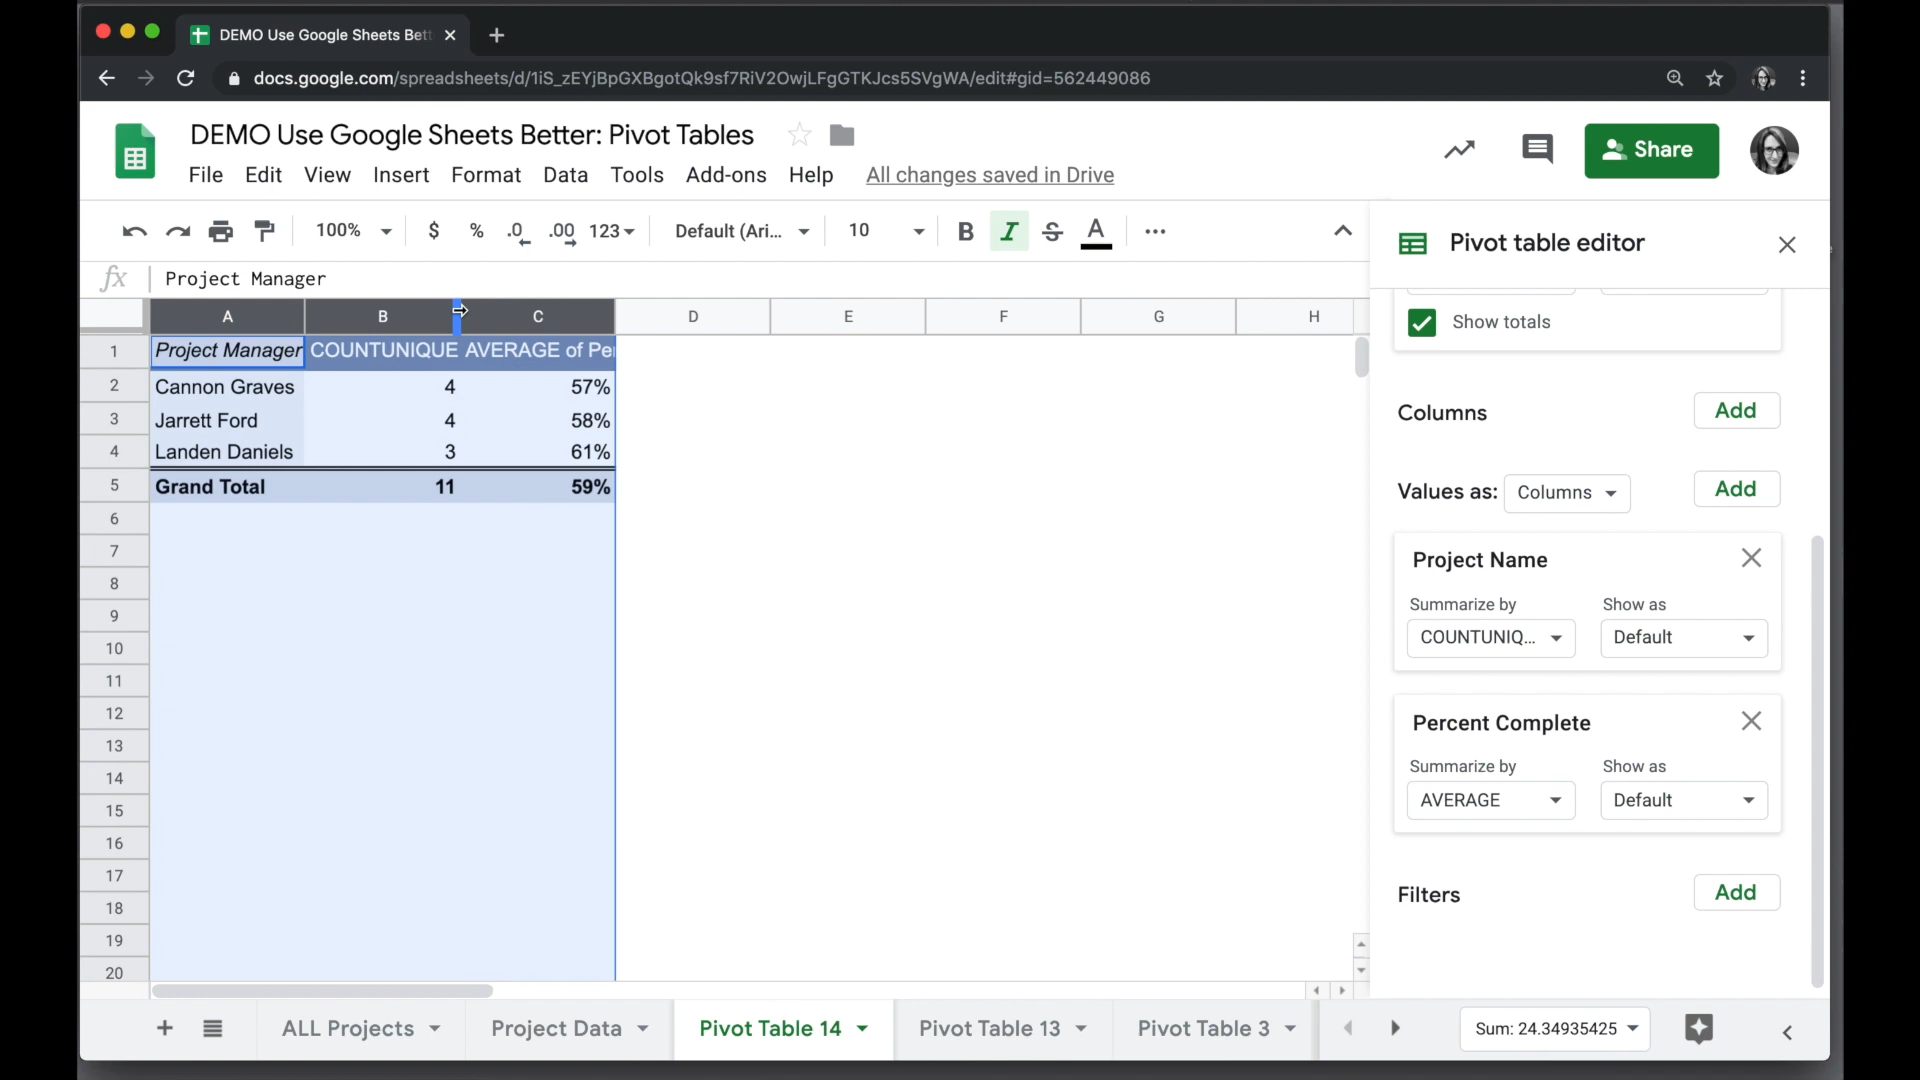 DEMO Use Google Sheets Bett
docs.google.com/spreadsheets/d/1iS_zEYjBpGXBgotQk9sf7RiV2OwjLFgGTKJcs5SVgWA/edit#gid=562449086
DEMO Use Google Sheets Better: Pivot Tables
File Edit View Insert Format Data Tools Add-ons Help All changes saved in Drive
Share
100% $ % .0 .00 123 Default (Ari... 10 B I S A
Pivot table editor
fx Project Manager
Show totals
A B C D E F G H
1 Project Manager COUNTUNIQUE AVERAGE of Pe
2 Cannon Graves 4 57%
3 Jarrett Ford 4 58%
4 Landen Daniels 3 61%
5 Grand Total 11 59%
6
7
8
9
10
11
12
13
14
15
16
17
18
19
20
Columns Add
Values as: Columns Add
Project Name
Summarize by Show as
COUNTUNIQ... Default
Percent Complete
Summarize by Show as
AVERAGE Default
Filters Add
ALL Projects Project Data Pivot Table 14 Pivot Table 13 Pivot Table 3 Sum: 24.34935425